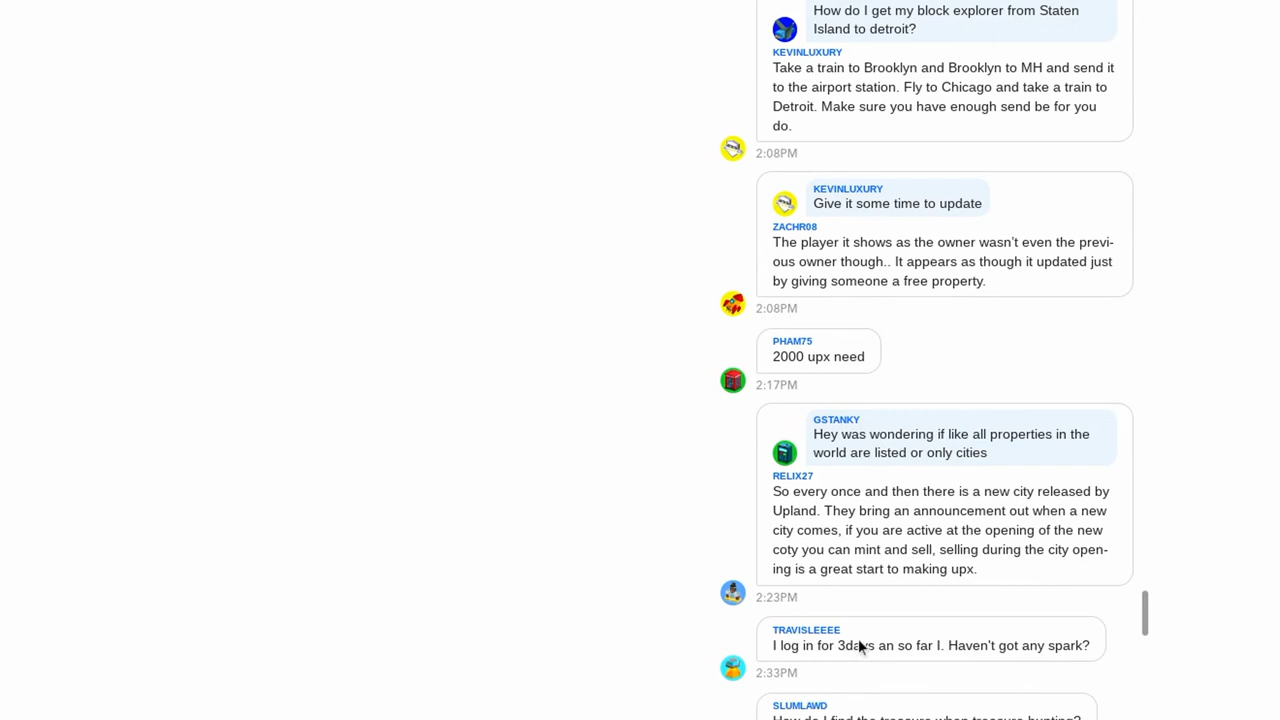 How do I get my block explorer from Staten
Island to detroit?
KEVINLUXURY
Take a train to Brooklyn and Brooklyn to MH and send it
to the airport station. Fly to Chicago and take a train to
Detroit. Make sure you have enough send be for you
do.
2:08PM
KEVINLUXURY
Give it some time to update
ZACHR08
The player it shows as the owner wasn’t even the previ-
ous owner though.. It appears as though it updated just
by giving someone a free property.
2:08PM
PHAM75
2000 upx need
2:17PM
GSTANKY
Hey was wondering if like all properties in the
world are listed or only cities
RELIX27
So every once and then there is a new city released by
Upland. They bring an announcement out when a new
city comes, if you are active at the opening of the new
coty you can mint and sell, selling during the city open-
ing is a great start to making upx.
2:23PM
TRAVISLEEEE
I log in for 3days an so far I. Haven't got any spark?
2:33PM
SLUMLAWD
How do I find the treasure when treasure hunting?